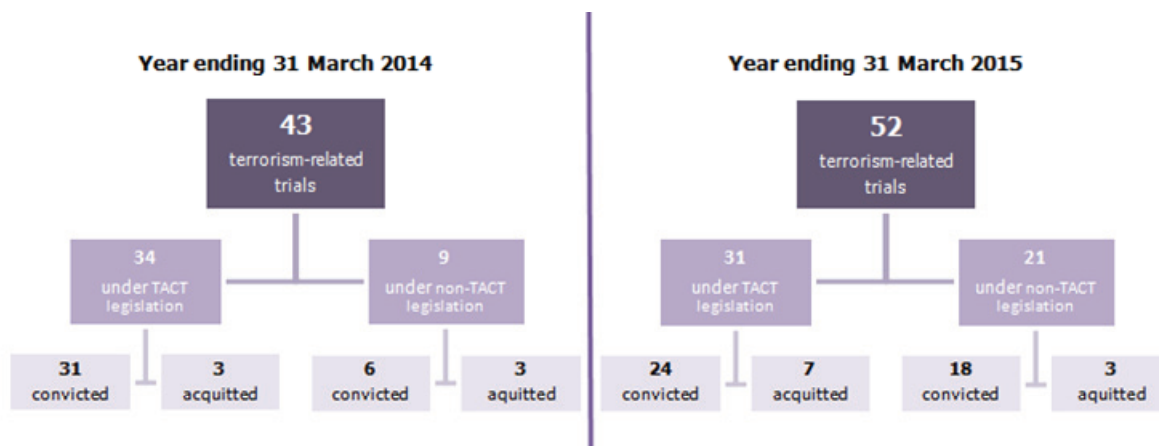 Year ending 31 March 2014
43
terrorism-related
trials
34
under TACT
legislation
9
under non-TACT
legislation
31
convicted
3
acquitted
6
convicted
3
aquitted
Year ending 31 March 2015
52
terrorism-related
trials
31
under TACT
legislation
21
under non-TACT
legislation
24
convicted
7
acquitted
18
convicted
3
aquitted